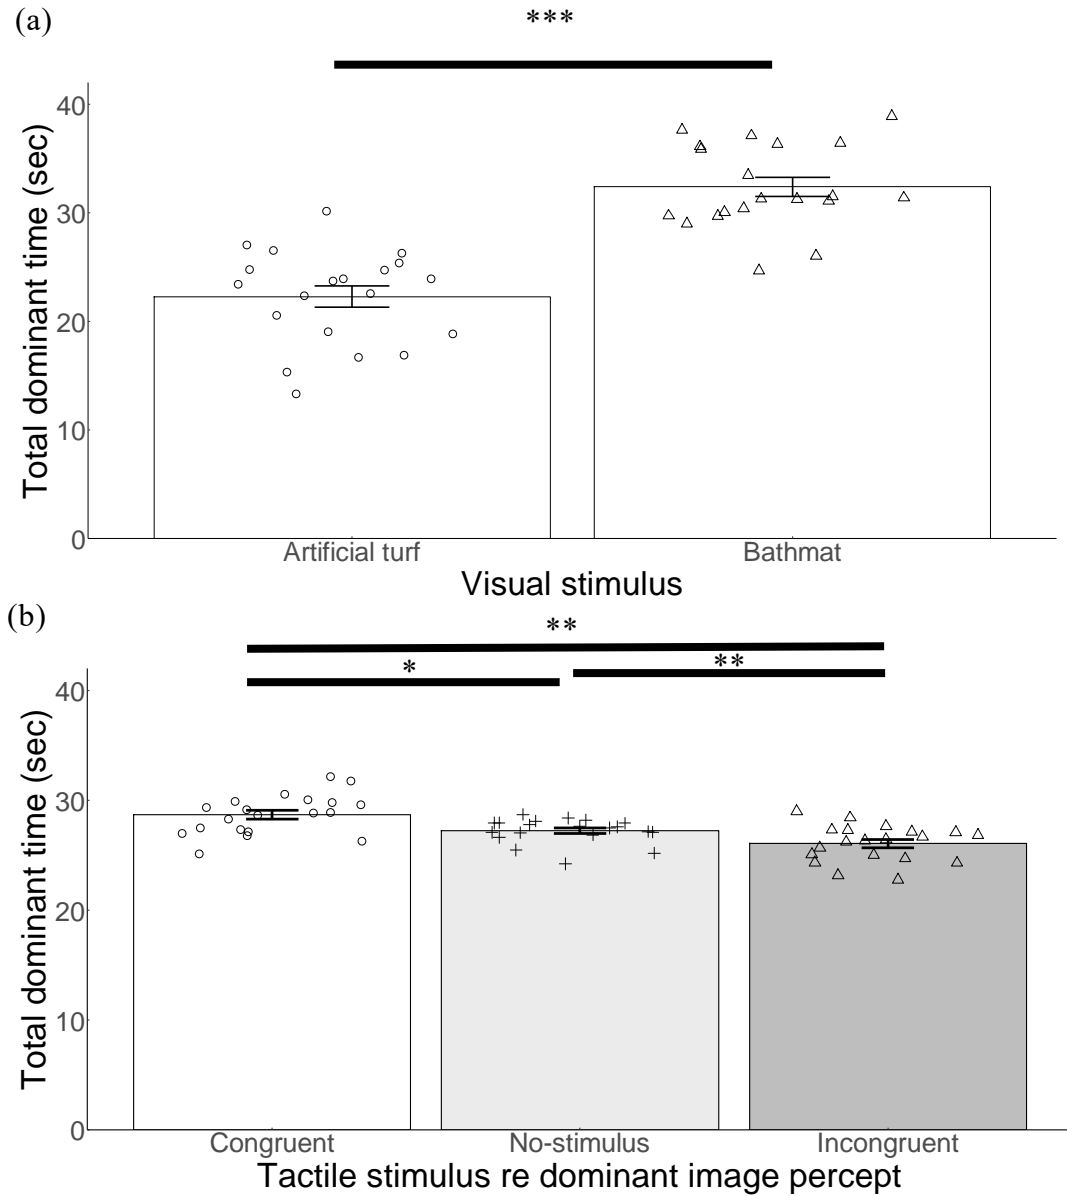 (a)
***
Total dominant time (sec)
40
30
20
10
0
Artificial turf
Bathmat
Visual stimulus
(b)
**
*
**
Total dominant time (sec)
40
30
20
10
0
Congruent
No-stimulus
Incongruent
Tactile stimulus re dominant image percept